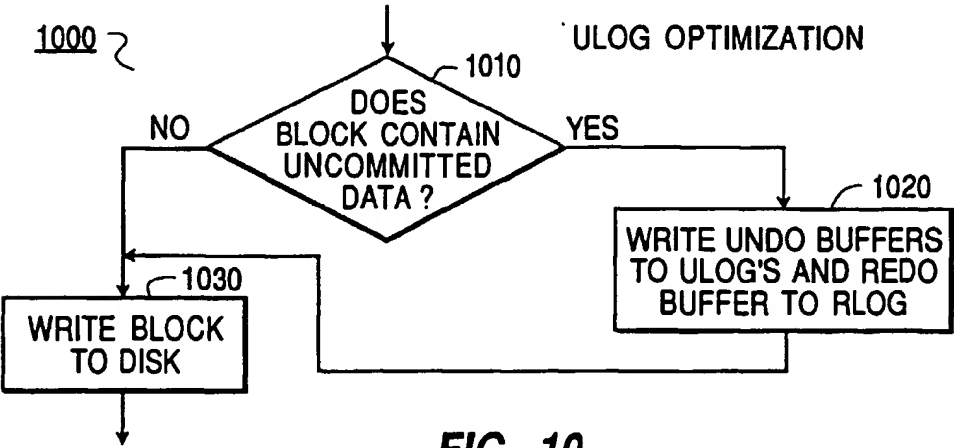 1000
ULOG OPTIMIZATION
1010
DOES
BLOCK CONTAIN
UNCOMMITTED
DATA ?
NO
YES
1020
WRITE UNDO BUFFERS
TO ULOG'S AND REDO
BUFFER TO RLOG
1030
WRITE BLOCK
TO DISK
FIG. 10